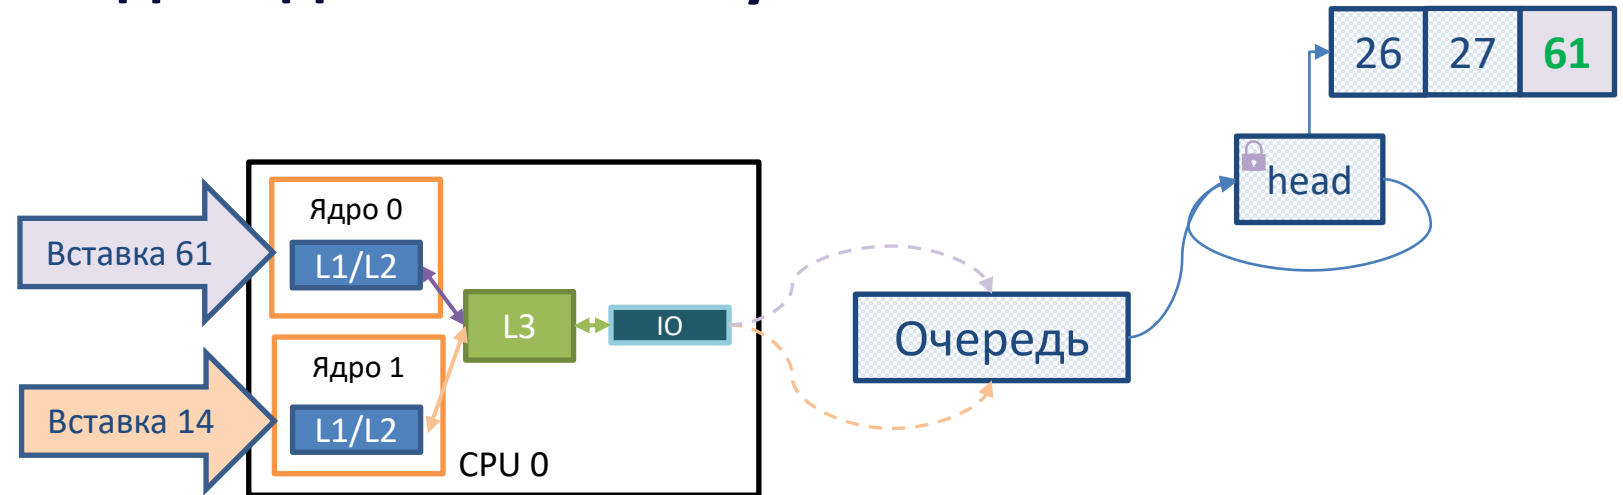 26 27 61
head
Ядро 0
Вставка 61
L1/L2
L3
IO
Очередь
Ядро 1
Вставка 14
L1/L2
CPU 0